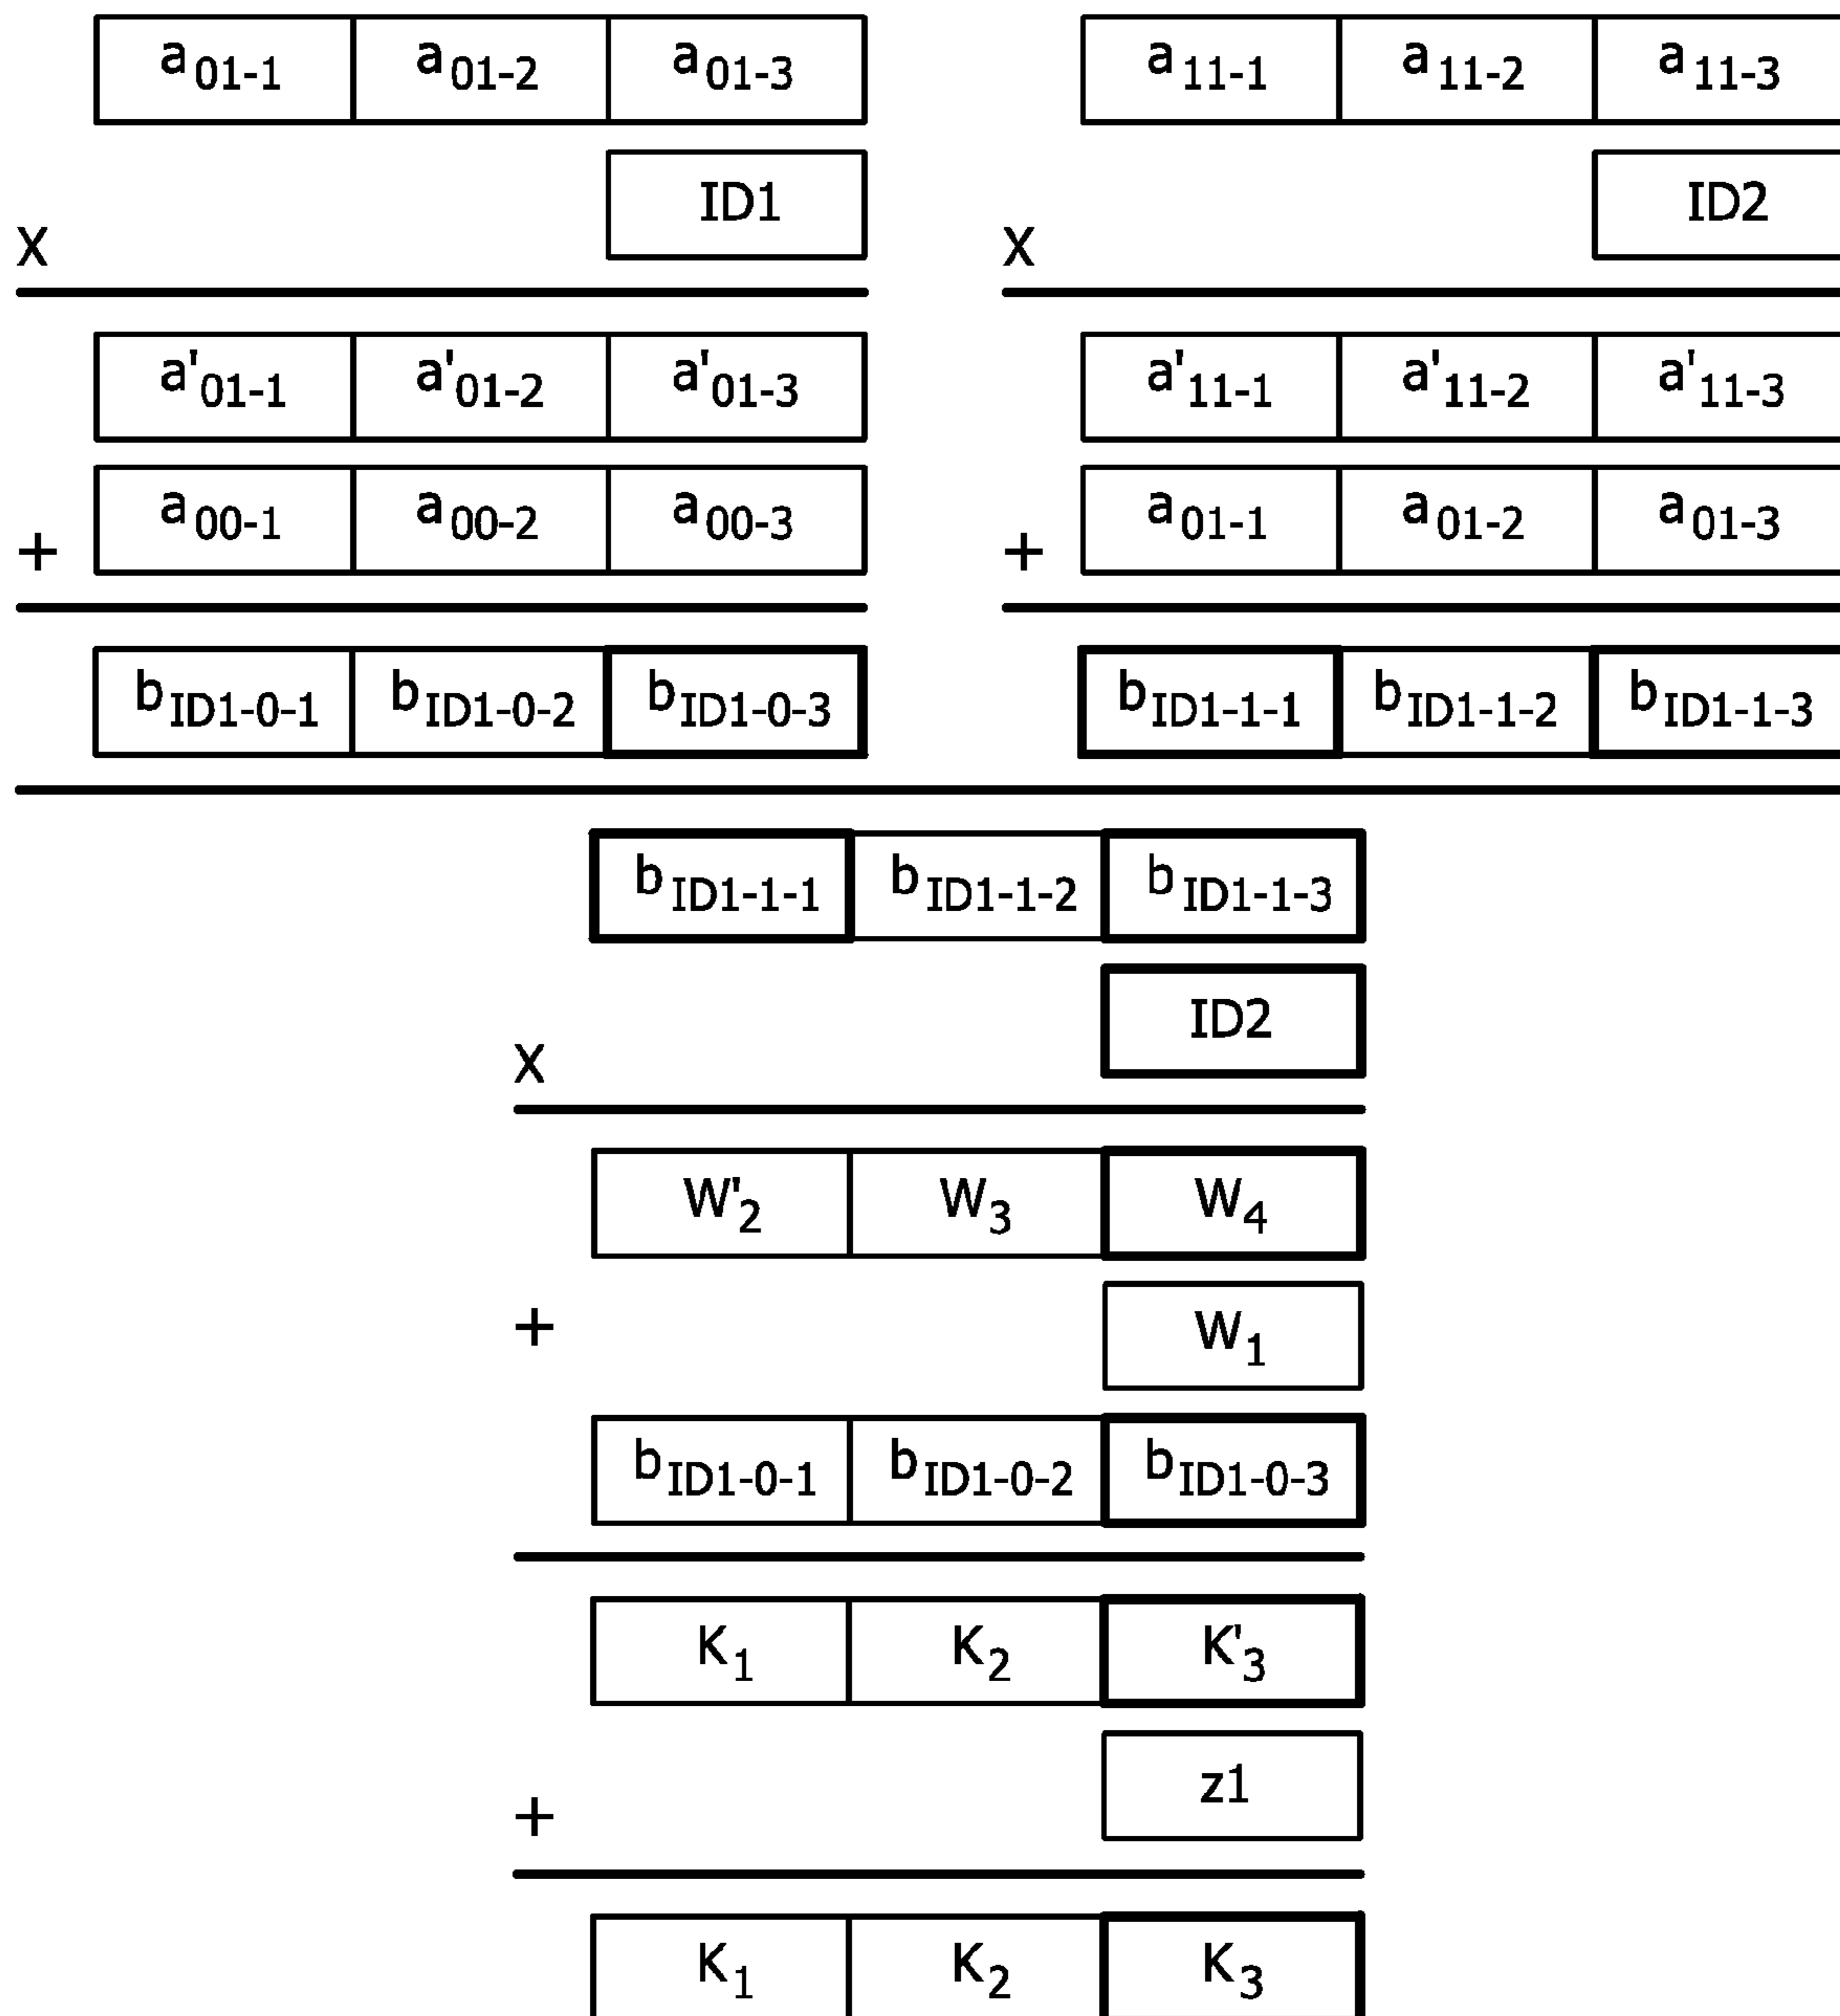 a01-1 a01-2 a01-3 a11-1 a11-2 a11-3
ID1 ID2
X X
a'01-1 a'01-2 a'01-3 a'11-1 a'11-2 a'11-3
+ a00-1 a00-2 a00-3 + a01-1 a01-2 a01-3
bID1-0-1 bID1-0-2 bID1-0-3 bID1-1-1 bID1-1-2 bID1-1-3
bID1-1-1 bID1-1-2 bID1-1-3
ID2
X
W'2 W3 W4
+ W1
bID1-0-1 bID1-0-2 bID1-0-3
K1 K2 K'3
z1
+
K1 K2 K3